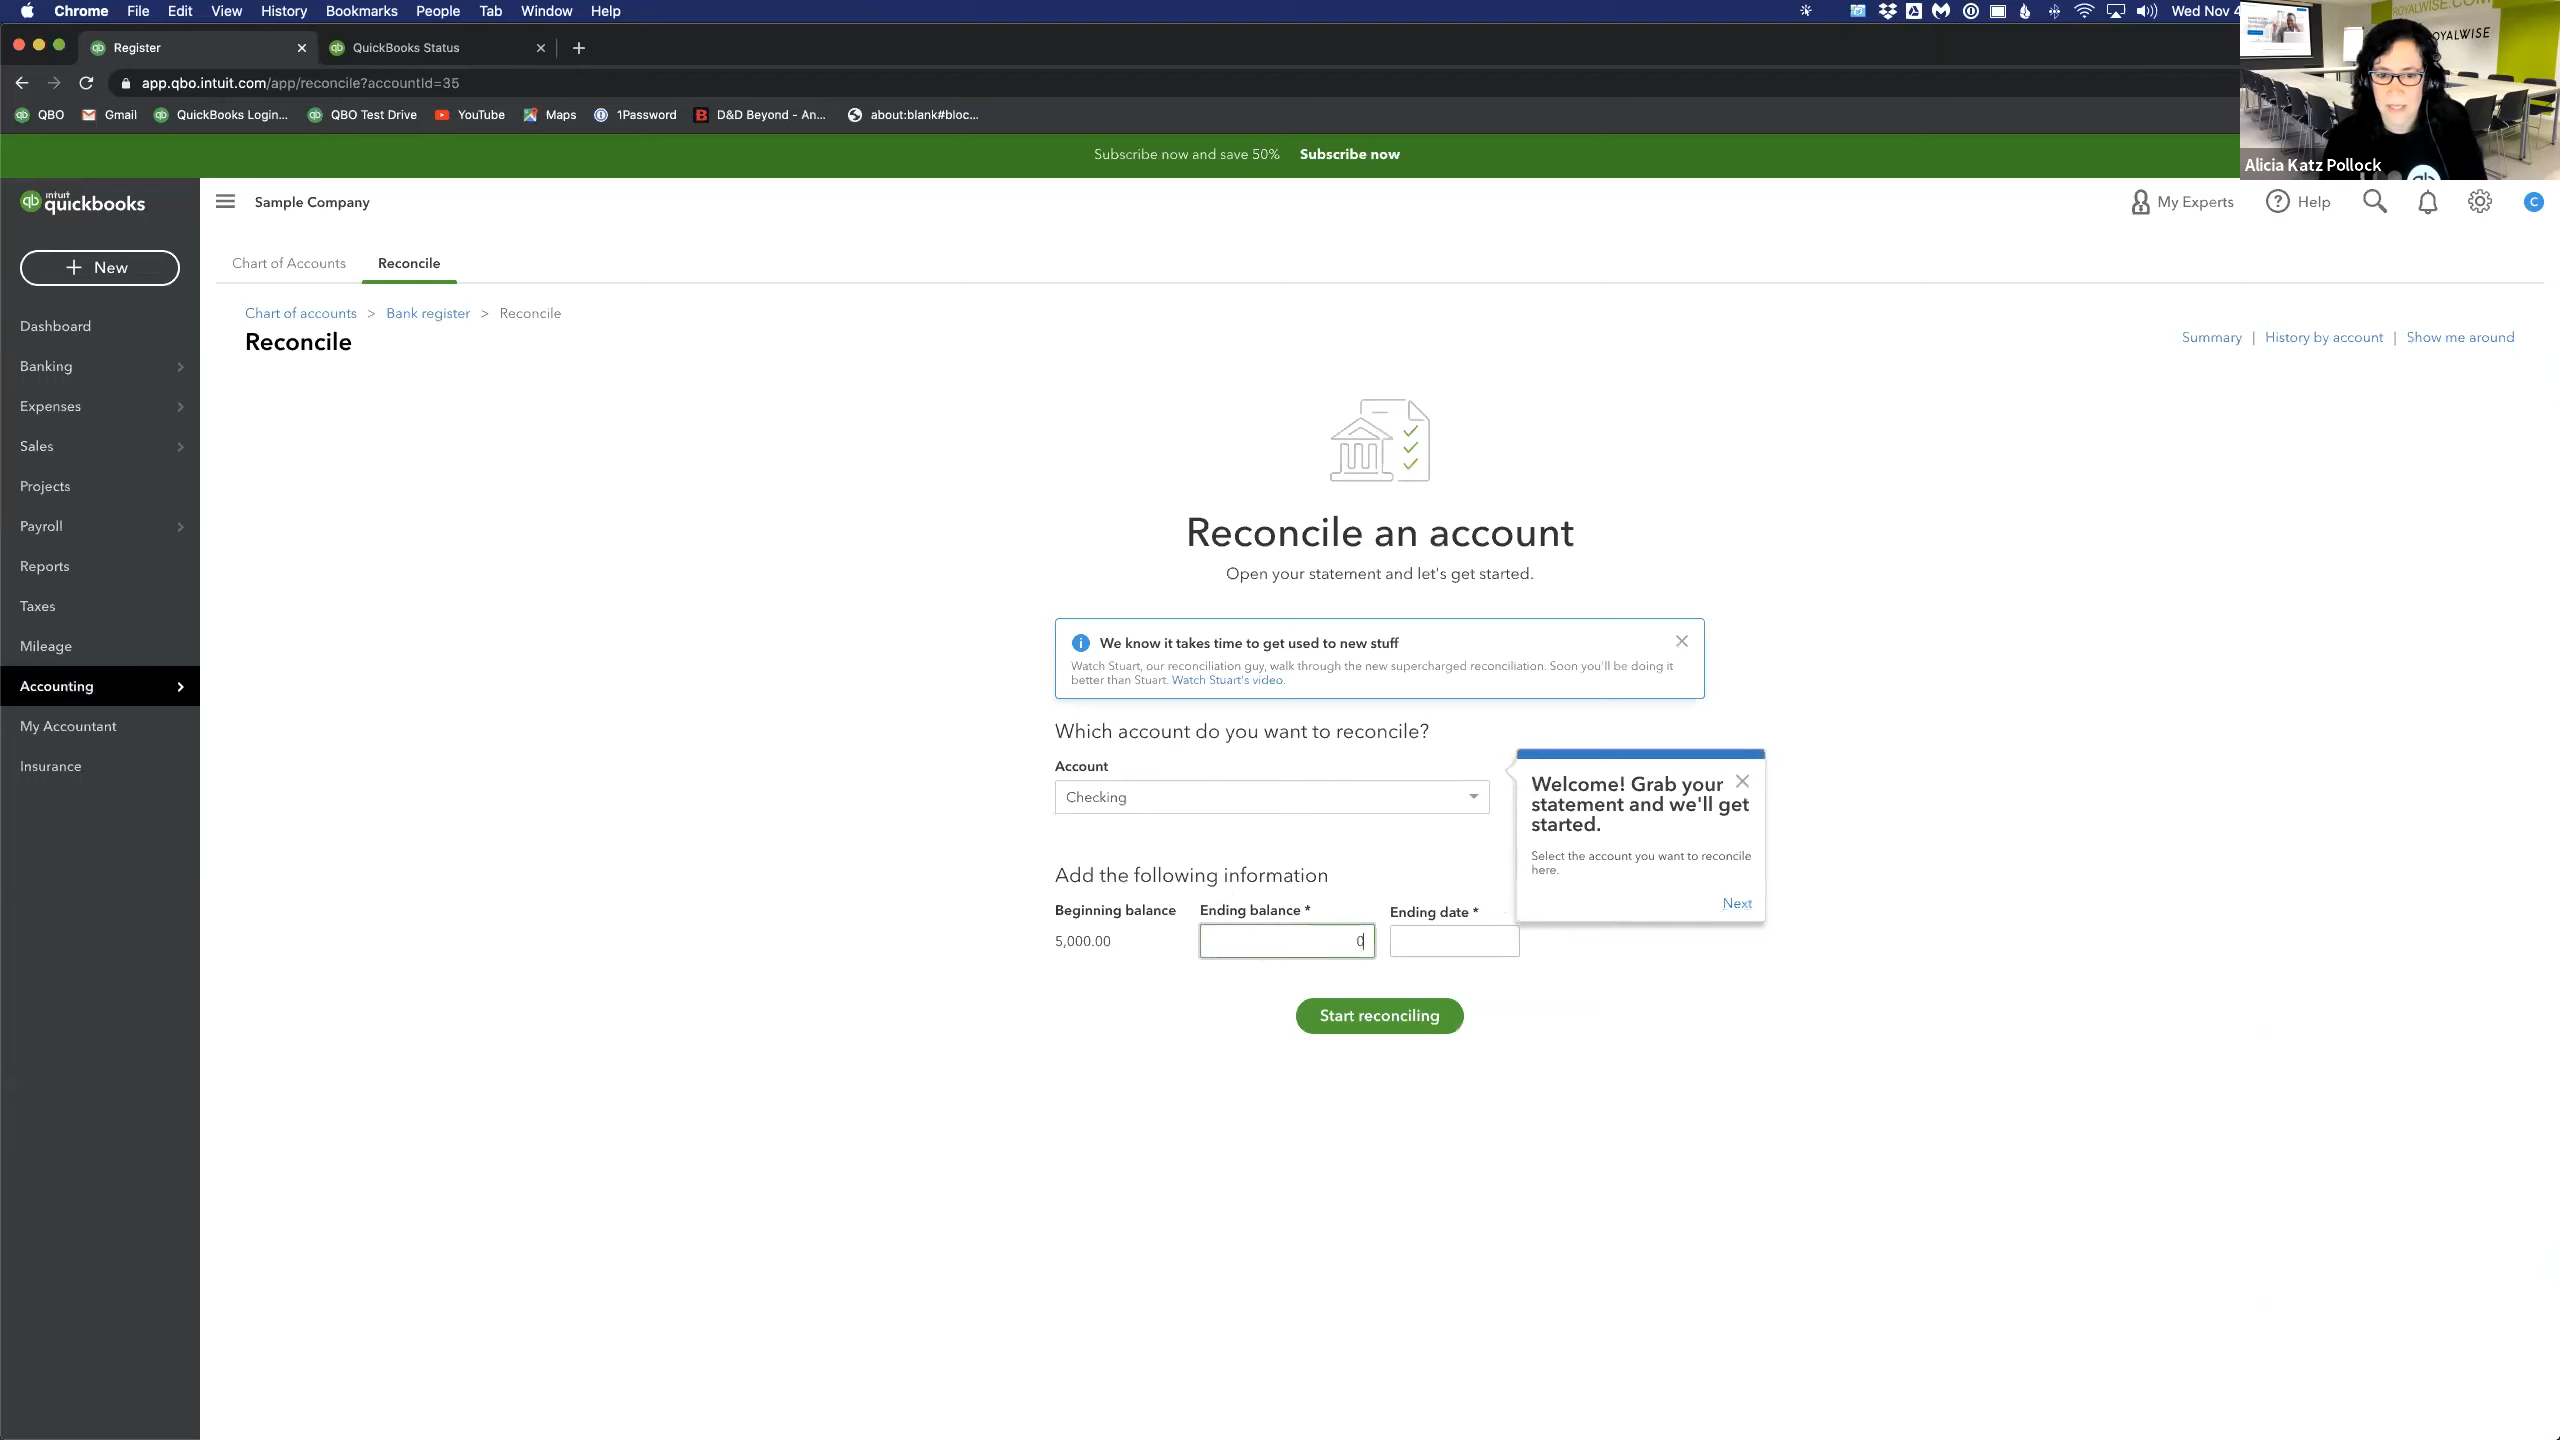 Chrome File Edit View History Bookmarks People Tab Window Help
Wed Nov 4
Register
QuickBooks Status
app.qbo.intuit.com/app/reconcile?accountId=35
QBO
Gmail
QuickBooks Login...
QBO Test Drive
YouTube
Maps
1Password
D&D Beyond - An...
about:blank#bloc...
ROYALWISE.COM
ROYALWISE
Alicia Katz Pollock
Subscribe now and save 50% Subscribe now
intuit
quickbooks
Sample Company
My Experts
Help
C
+ New
Chart of Accounts
Reconcile
Chart of accounts > Bank register > Reconcile
Reconcile
Summary | History by account | Show me around
Dashboard
Banking
Expenses
Sales
Projects
Payroll
Reports
Taxes
Mileage
Accounting
My Accountant
Insurance
Reconcile an account
Open your statement and let's get started.
We know it takes time to get used to new stuff
Watch Stuart, our reconciliation guy, walk through the new supercharged reconciliation. Soon you'll be doing it
better than Stuart. Watch Stuart's video.
Which account do you want to reconcile?
Account
Checking
Welcome! Grab your
statement and we'll get
started.
Select the account you want to reconcile
here.
Next
Add the following information
Beginning balance
Ending balance *
Ending date *
5,000.00
0
Start reconciling